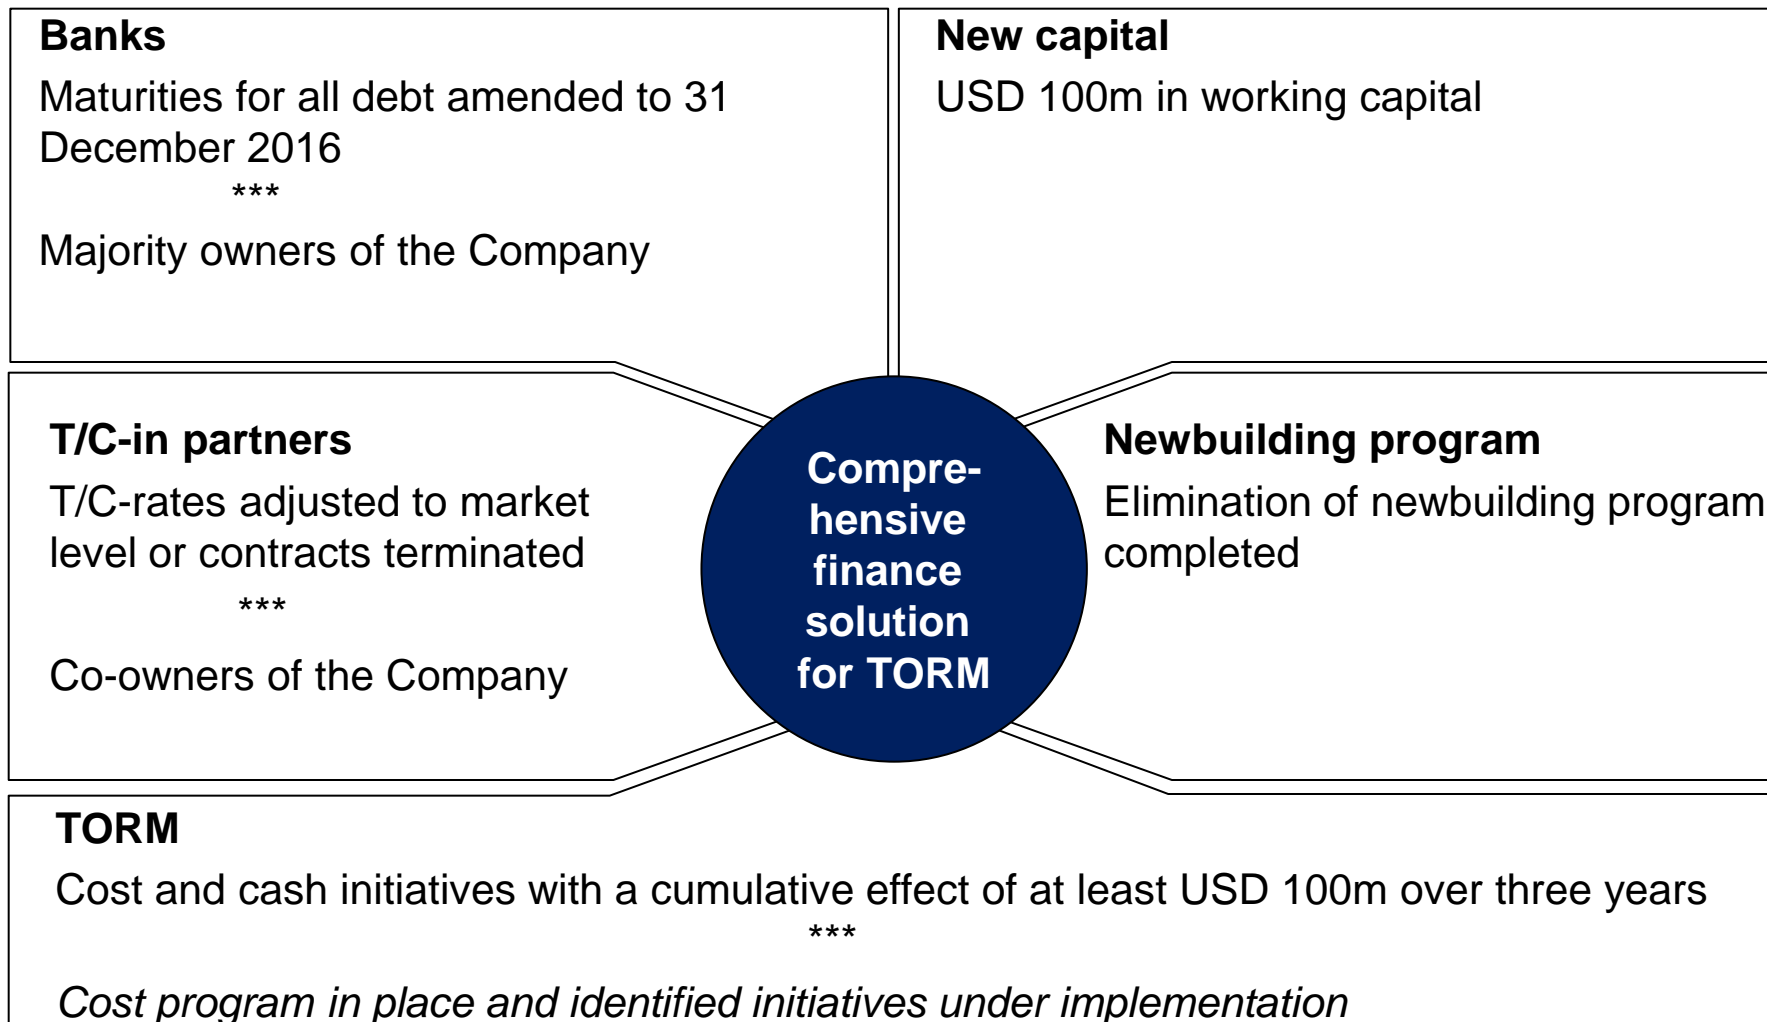 Banks
Maturities for all debt amended to 31
December 2016
***
Majority owners of the Company
New capital
USD 100m in working capital
T/C-in partners
T/C-rates adjusted to market
level or contracts terminated
***
Co-owners of the Company
Compre-
hensive
finance
solution
for TORM
Newbuilding program
Elimination of newbuilding program
completed
TORM
Cost and cash initiatives with a cumulative effect of at least USD 100m over three years
***
Cost program in place and identified initiatives under implementation